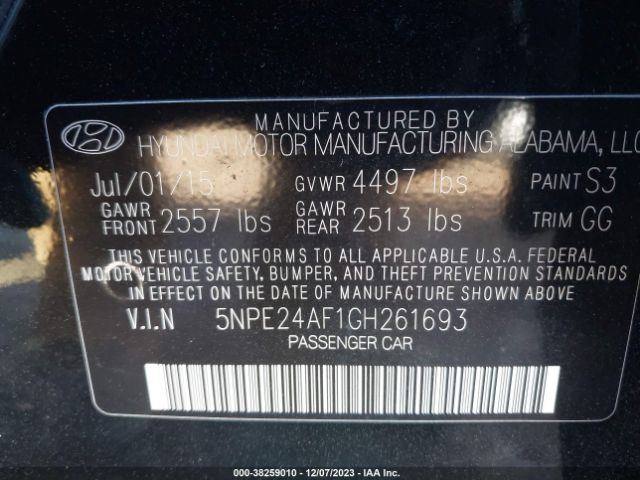 MANUFACTURED BY
HYUNDAI MOTOR MANUFACTURING ALABAMA, LLC
Jul/01/15 GVWR 4497 lbs PAINT S3
GAWR FRONT 2557 lbs GAWR REAR 2513 lbs TRIM GG
THIS VEHICLE CONFORMS TO ALL APPLICABLE U.S.A. FEDERAL
MOTOR VEHICLE SAFETY, BUMPER, AND THEFT PREVENTION STANDARDS
IN EFFECT ON THE DATE OF MANUFACTURE SHOWN ABOVE
V.I.N 5NPE24AF1GH261693
PASSENGER CAR
000-38259010 - 12/07/2023 - IAA Inc.